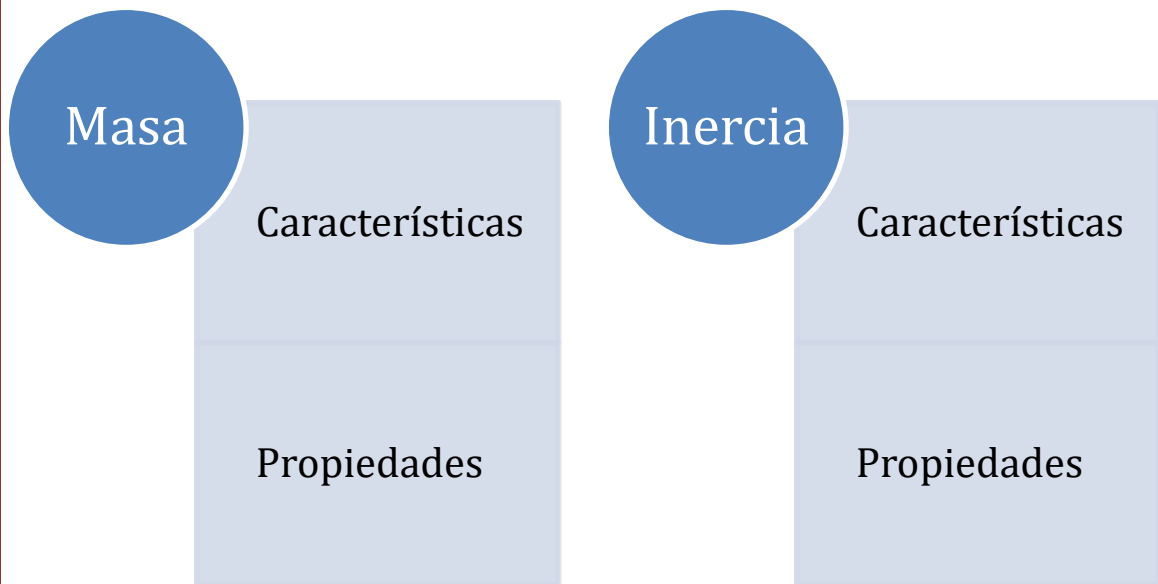 Masa
Características
Propiedades
Inercia
Características
Propiedades